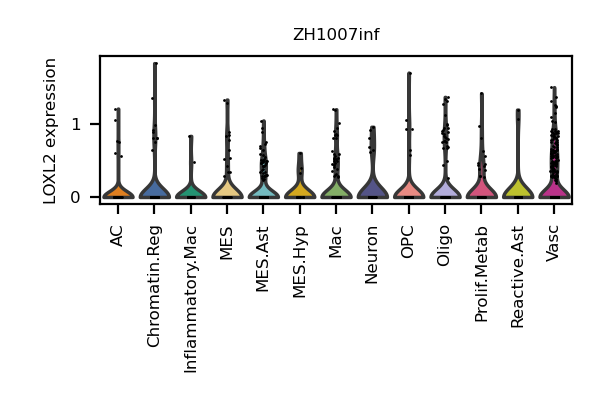 ZH1007inf
LOXL2 expression
1
0
AC
Chromatin.Reg
Inflammatory.Mac
MES
MES.Ast
MES.Hyp
Mac
Neuron
OPC
Oligo
Prolif.Metab
Reactive.Ast
Vasc